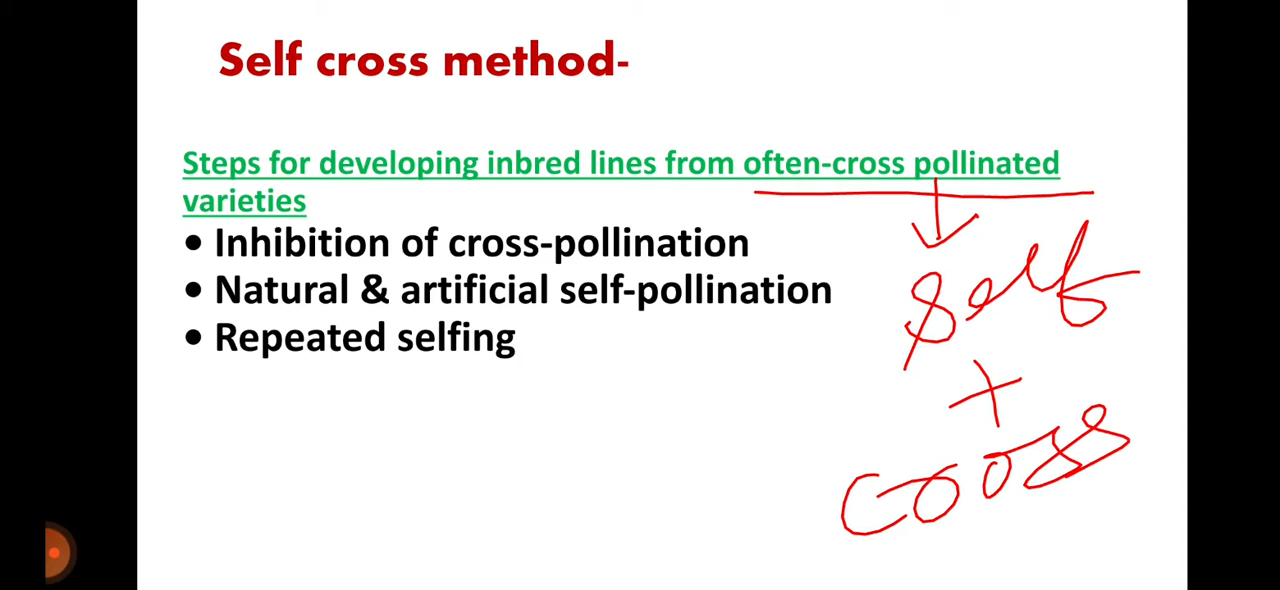 Self cross method-
Steps for developing inbred lines from often-cross pollinated
varieties
• Inhibition of cross-pollination
• Natural & artificial self-pollination
• Repeated selfing
Self
+
cross